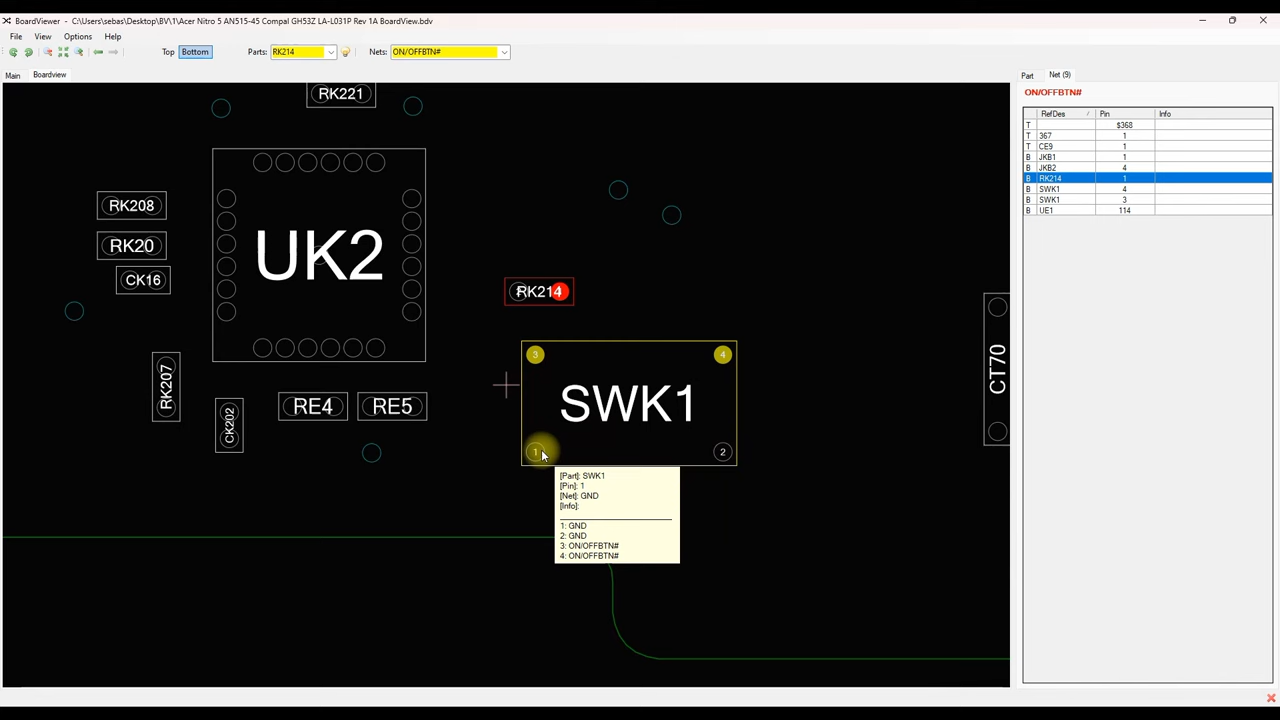 BoardViewer - C:\Users\sebas\Desktop\BV\1\Acer Nitro 5 AN515-45 Compal GH53Z LA-L031P Rev 1A BoardView.bdv
File View Options Help
Top Bottom Parts: RK214 Nets: ON/OFFBTN#
Main Boardview
Part Net (9)
ON/OFFBTN#
RefDes Pin Info
T $368
T 367 1
T CE9 1
B JKB1 1
B JKB2 4
B RK214 1
B SWK1 4
B SWK1 3
B UE1 114
RK221
RK208
RK20
CK16
UK2
RK214
RK207
CK202
RE4
RE5
3
4
SWK1
1
2
CT70
[Part]: SWK1
[Pin]: 1
[Net]: GND
[Info]:
1: GND
2: GND
3: ON/OFFBTN#
4: ON/OFFBTN#